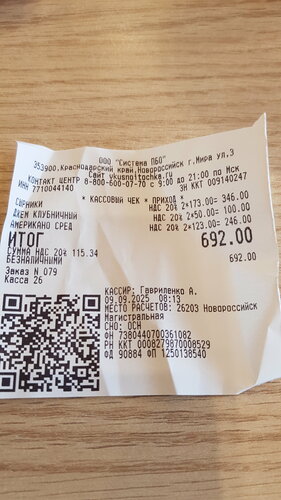 ООО "Система ПБО"
353900,Краснодарский край,Новороссийск г,Мира ул,3
Сайт vkusnoitochka.ru
КОНТАКТ ЦЕНТР 8-800-600-07-70 с 9:00 до 21:00 по Мск
ИНН 7710044140 ЗН ККТ 009140247
* КАССОВЫЙ ЧЕК * ПРИХОД *
СЫРНИКИ НДС 20% 2*173.00= 346.00
ДЖЕМ КЛУБНИЧНЫЙ НДС 20% 2*50.00= 100.00
АМЕРИКАНО СРЕД НДС 20% 2*123.00= 246.00
ИТОГ 692.00
СУММА НДС 20% 115.34
БЕЗНАЛИЧНЫМИ 692.00
Заказ N 079
Касса 26
КАССИР: Гавриленко А.
09.09.2025 08:13
МЕСТО РАСЧЕТОВ: 26203 Новороссийск
Магистральная
СНО: ОСН
ФН 7380440700361082
РН ККТ 0008279870008529
ФД 90884 ФП 1250138540